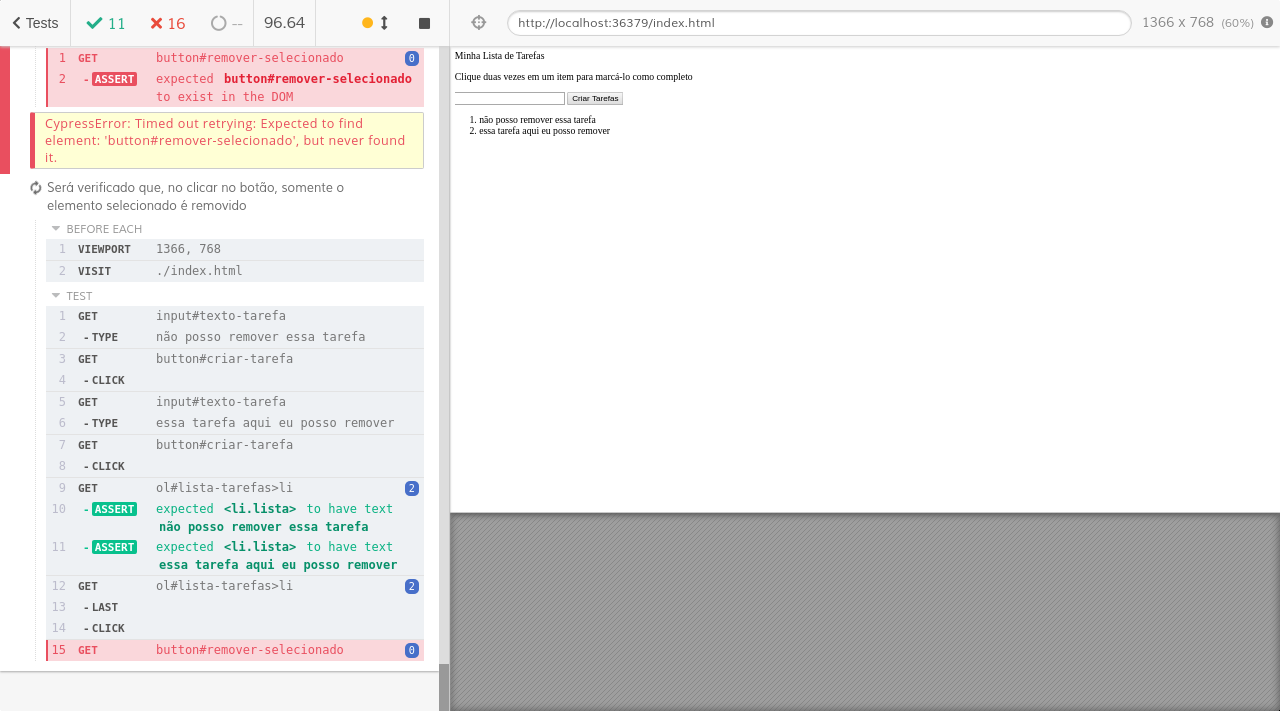 Tests 11 16 -- 96.64
1 GET button#remover-selecionado 0
2 -ASSERT expected button#remover-selecionado
to exist in the DOM
CypressError: Timed out retrying: Expected to find
element: 'button#remover-selecionado', but never found
it.
Será verificado que, no clicar no botão, somente o
elemento selecionado é removido
BEFORE EACH
1 VIEWPORT 1366, 768
2 VISIT ./index.html
TEST
1 GET input#texto-tarefa
2 -TYPE não posso remover essa tarefa
3 GET button#criar-tarefa
4 -CLICK
5 GET input#texto-tarefa
6 -TYPE essa tarefa aqui eu posso remover
7 GET button#criar-tarefa
8 -CLICK
9 GET ol#lista-tarefas>li 2
10 -ASSERT expected <li.lista> to have text
não posso remover essa tarefa
11 -ASSERT expected <li.lista> to have text
essa tarefa aqui eu posso remover
12 GET ol#lista-tarefas>li 2
13 -LAST
14 -CLICK
15 GET button#remover-selecionado 0
http://localhost:36379/index.html 1366 x 768 (60%)
Minha Lista de Tarefas
Clique duas vezes em um item para marcá-lo como completo
Criar Tarefas
1. não posso remover essa tarefa
2. essa tarefa aqui eu posso remover